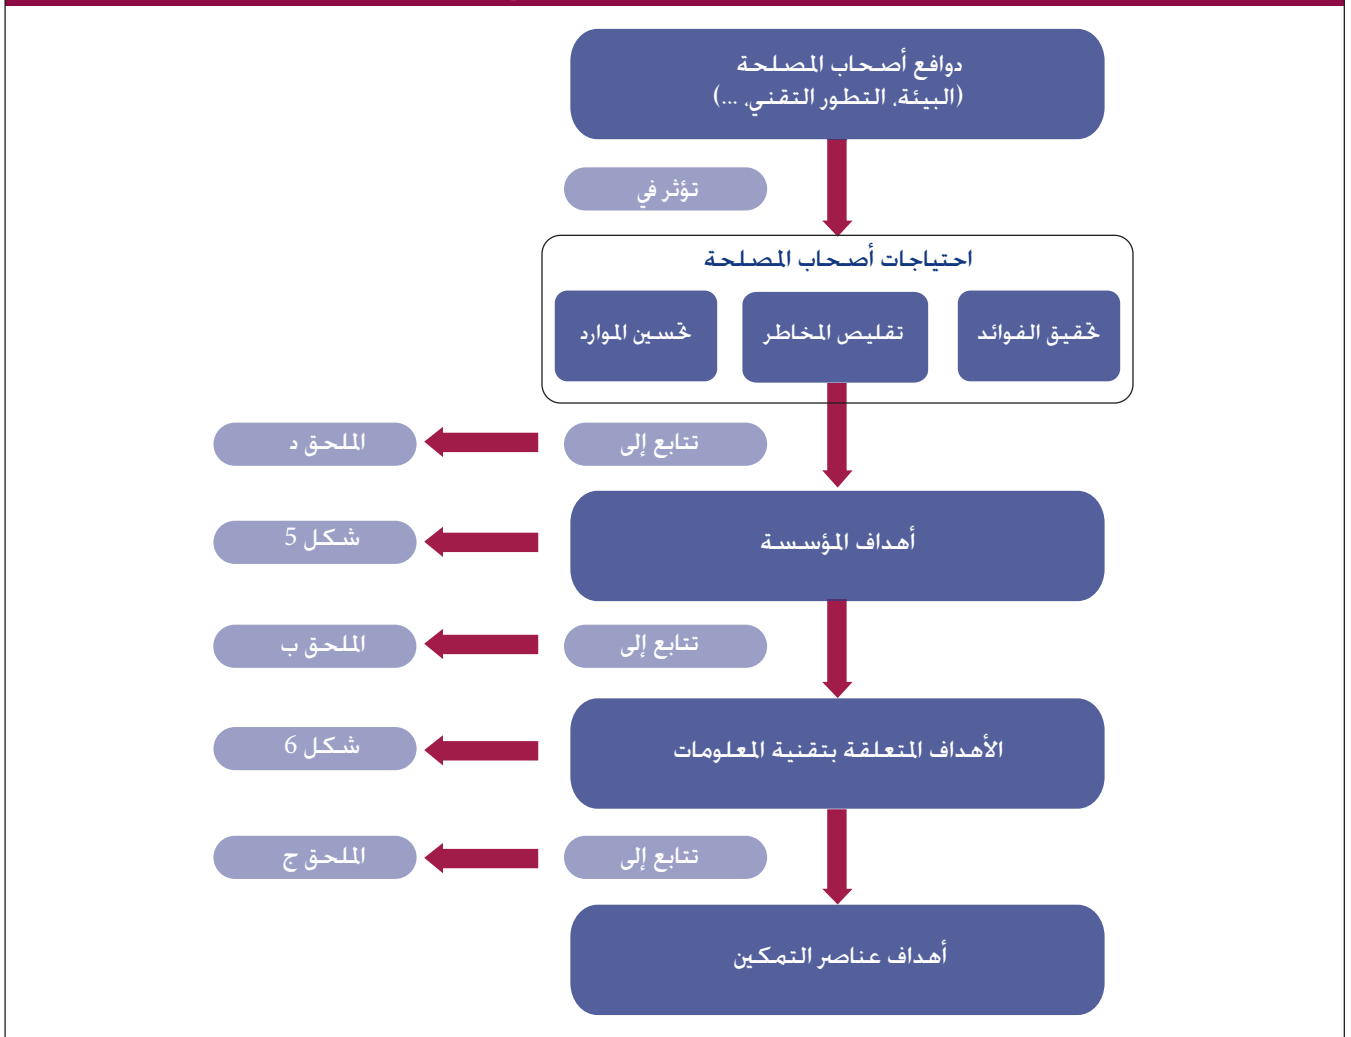 دوافع أصحاب المصلحة
(البيئة، التطور التقني، ...)
تؤثر في
احتياجات أصحاب المصلحة
تحقيق الفوائد
تقليص المخاطر
تحسين الموارد
تتابع إلى
الملحق د
أهداف المؤسسة
شكل 5
تتابع إلى
الملحق ب
الأهداف المتعلقة بتقنية المعلومات
شكل 6
تتابع إلى
الملحق ج
أهداف عناصر التمكين